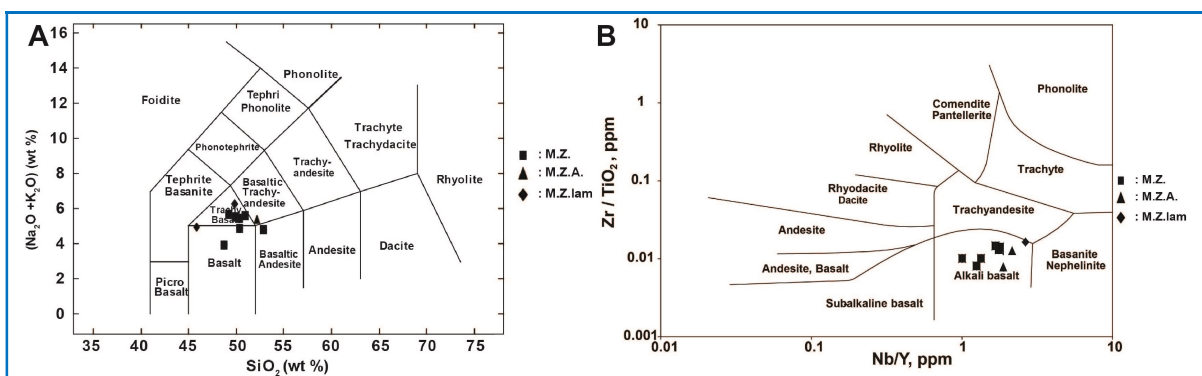 A
16
14
12
10
8
6
4
2
0
(Na2O +K2O) (wt %)
35
45
50
55
60
65
70
75
SiO2 (wt %)
Foidite
Phonolite
Tephri
Phonolite
Phonotephrite
Tephrite
Basanite
Trachy-
andesite
Trachyte
Trachydacite
Basaltic
Trachy-
andesite
Trachy
Basalt
Rhyolite
Picro
Basalt
Basalt
Basaltic
Andesite
Andesite
Dacite
: M.Z.
: M.Z.A.
: M.Z.lam
B
10
1
0.1
0.01
0.001
Zr / TiO2, ppm
0.01
0.1
1
10
Nb/Y, ppm
Phonolite
Comendite
Pantellerite
Rhyolite
Trachyte
Rhyodacite
Dacite
Trachyandesite
Andesite
Andesite, Basalt
Alkali basalt
Basanite
Nephelinite
Subalkaline basalt
: M.Z.
: M.Z.A.
: M.Z.lam